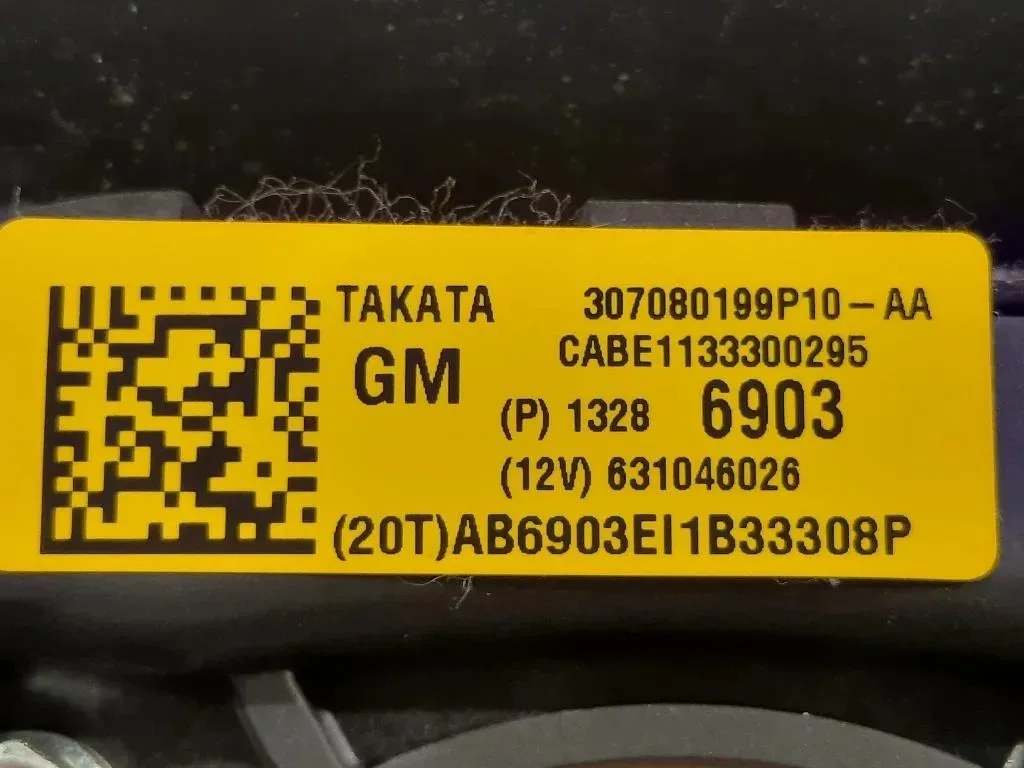 TAKATA 307080199P10-AA
CABE1133300295
GM
(P) 1328 6903
(12V) 631046026
(20T)AB6903EI1B33308P